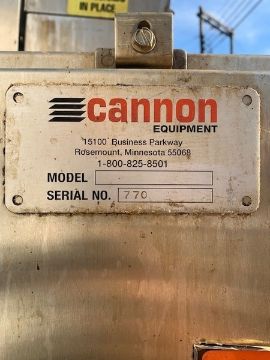 IN PLACE
cannon
EQUIPMENT
15100 Business Parkway
Rosemount, Minnesota 55068
1-800-825-8501
MODEL
SERIAL NO. 770